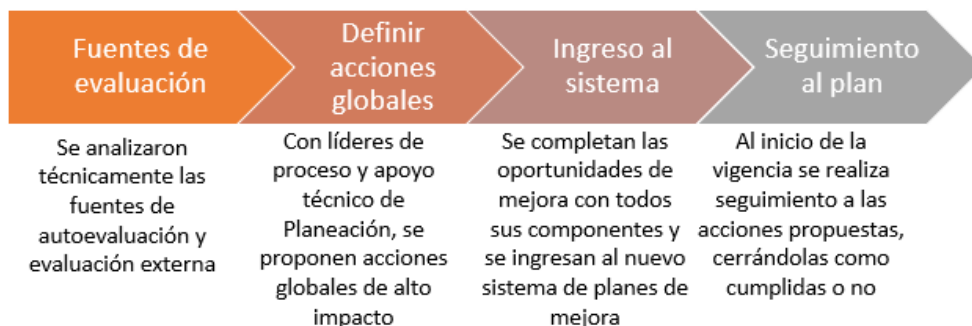 Fuentes de
evaluación
Definir
acciones
globales
Ingreso al
sistema
Seguimiento
al plan
Se analizaron
técnicamente las
fuentes de
autoevaluación y
evaluación externa
Con líderes de
proceso y apoyo
técnico de
Planeación, se
proponen acciones
globales de alto
impacto
Se completan las
oportunidades de
mejora con todos
sus componentes y
se ingresan al nuevo
sistema de planes de
mejora
Al inicio de la
vigencia se realiza
seguimiento a las
acciones propuestas,
cerrándolas como
cumplidas o no